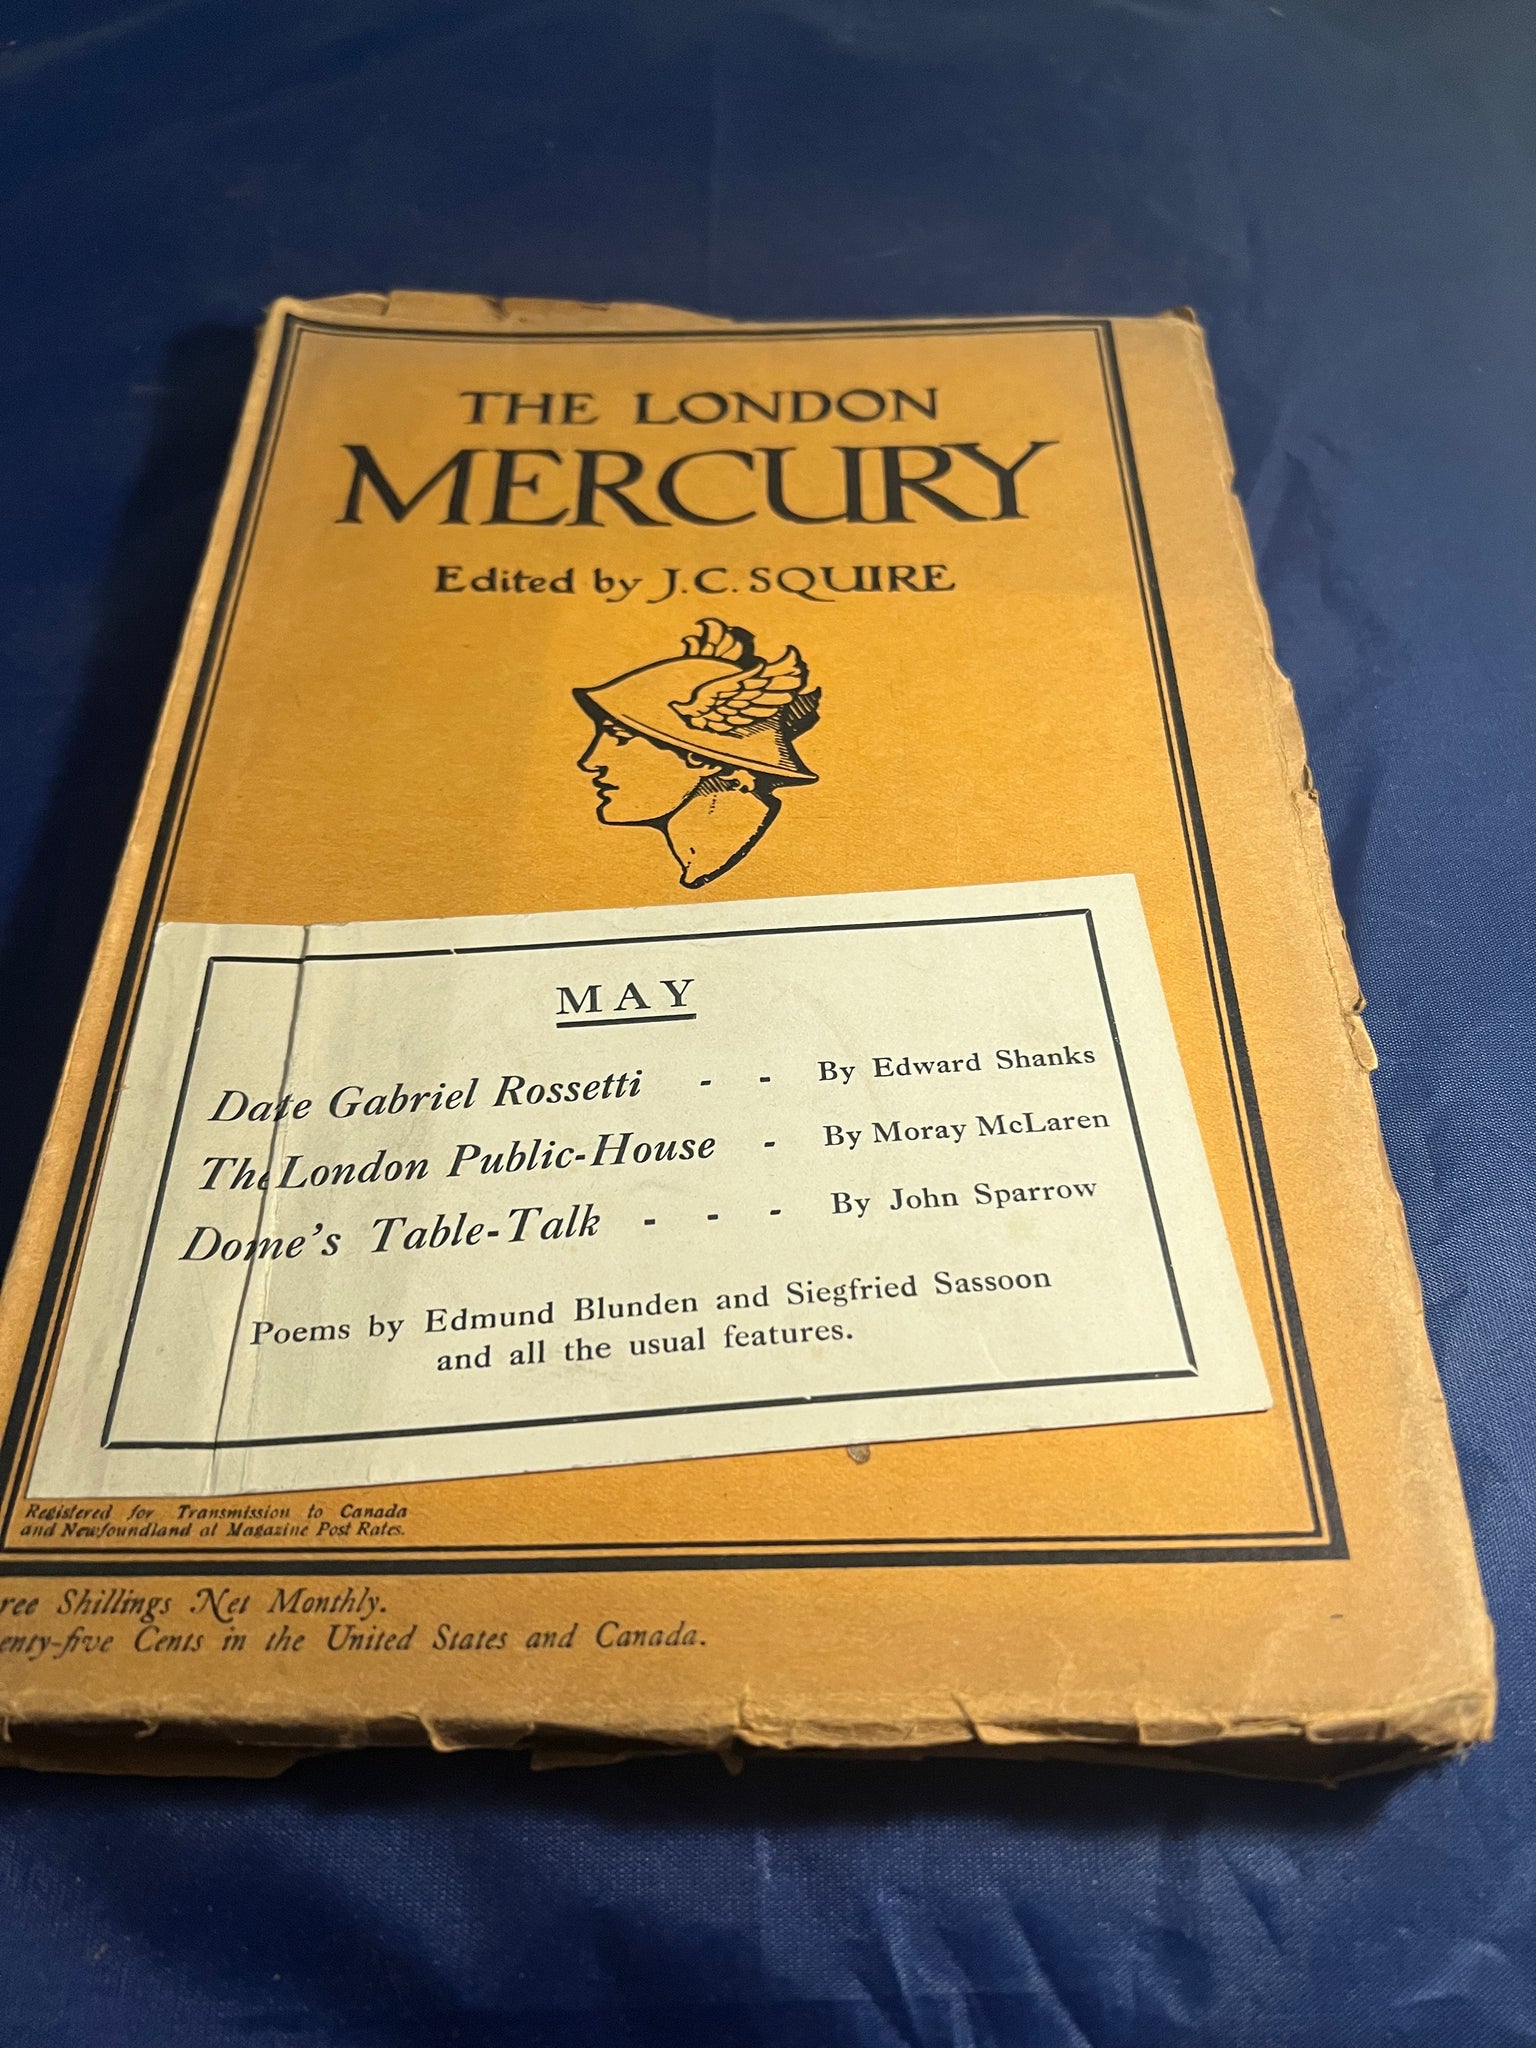 THE LONDON
MERCURY
Edited by J.C. SQUIRE
MAY
Date Gabriel Rossetti - - By Edward Shanks
The London Public-House - By Moray McLaren
Dome's Table-Talk - - - By John Sparrow
Poems by Edmund Blunden and Siegfried Sassoon
and all the usual features.
Registered for Transmission to Canada
and Newfoundland at Magazine Post Rates.
ree Shillings Net Monthly.
enty-five Cents in the United States and Canada.